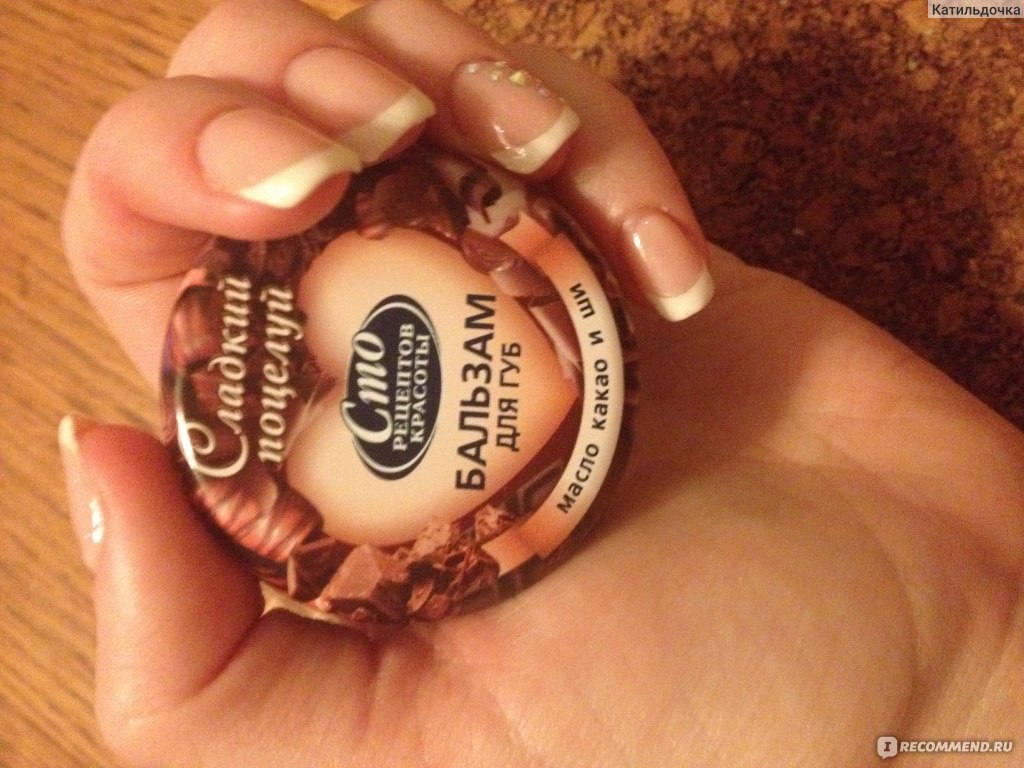 Катильдочка
Сладкий
поцелуй
Сто
РЕЦЕПТОВ
КРАСОТЫ
БАЛЬЗАМ
ДЛЯ ГУБ
масло какао и ши
I RECOMMEND.RU